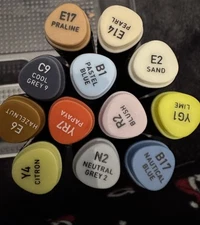 E17
PRALINE
E14
PEARL
C9
COOL
GREY 9
B1
PASTEL
BLUE
E2
SAND
E6
HAZELNUT
YR7
PAPAYA
R2
BLUSH
YG1
LIME
Y4
CITRON
N2
NEUTRAL
GREY 2
B17
NAUTICAL
BLUE